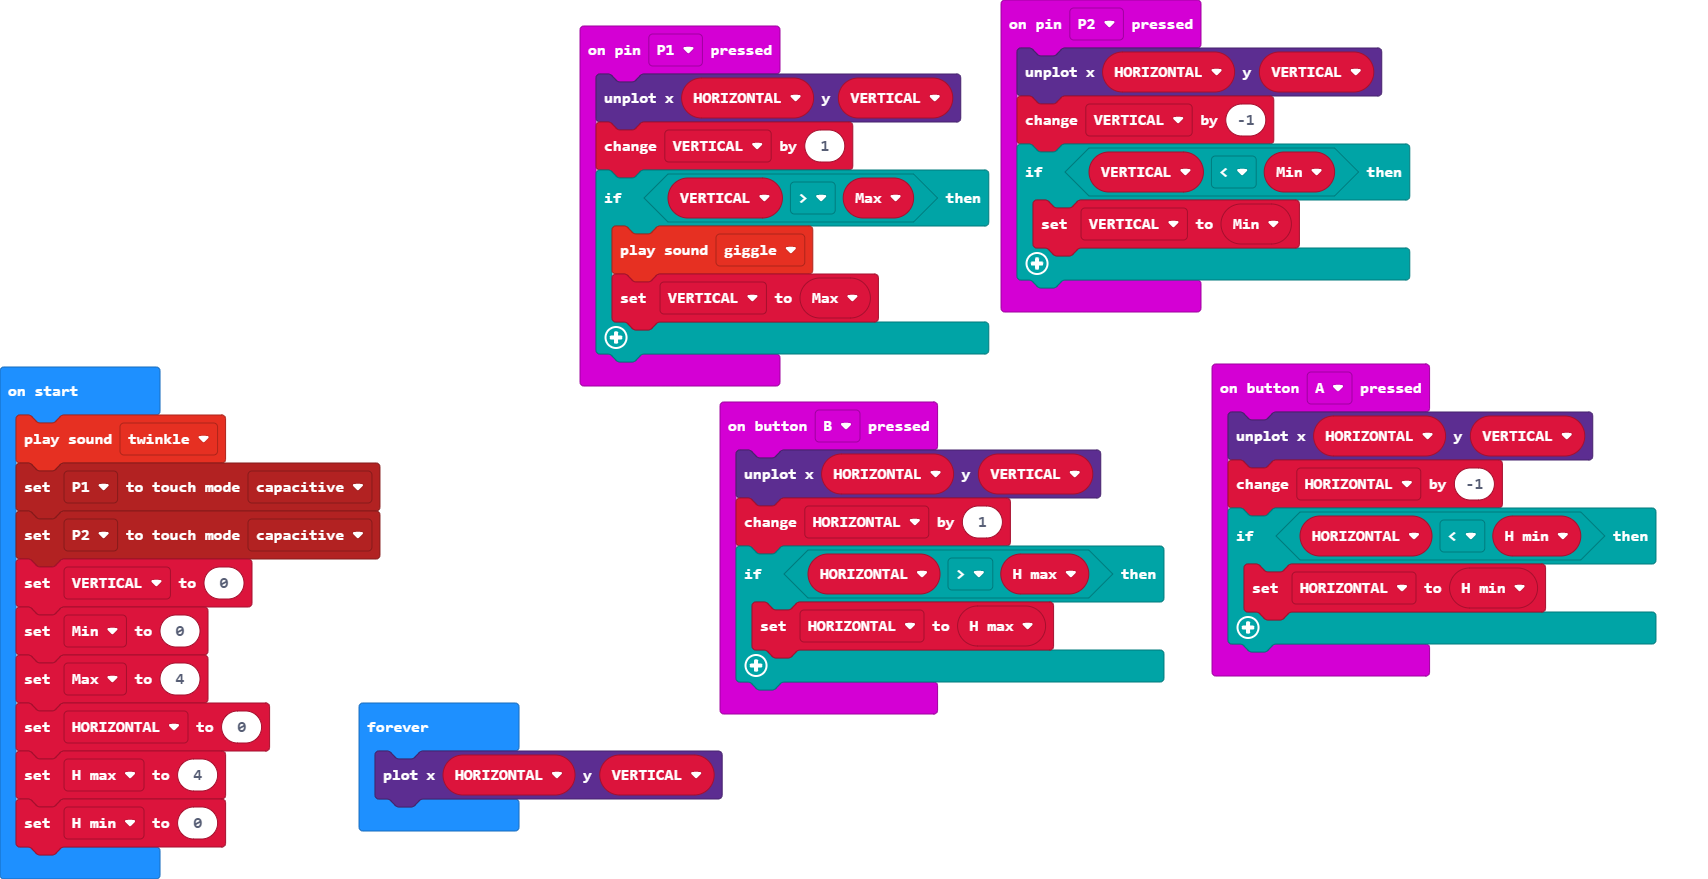 on pin P1 pressed
unplot x HORIZONTAL y VERTICAL
change VERTICAL by 1
if VERTICAL > Max then
play sound giggle
set VERTICAL to Max
on pin P2 pressed
unplot x HORIZONTAL y VERTICAL
change VERTICAL by -1
if VERTICAL < Min then
set VERTICAL to Min
on start
play sound twinkle
set P1 to touch mode capacitive
set P2 to touch mode capacitive
set VERTICAL to 0
set Min to 0
set Max to 4
set HORIZONTAL to 0
set H max to 4
set H min to 0
forever
plot x HORIZONTAL y VERTICAL
on button B pressed
unplot x HORIZONTAL y VERTICAL
change HORIZONTAL by 1
if HORIZONTAL > H max then
set HORIZONTAL to H max
on button A pressed
unplot x HORIZONTAL y VERTICAL
change HORIZONTAL by -1
if HORIZONTAL < H min then
set HORIZONTAL to H min